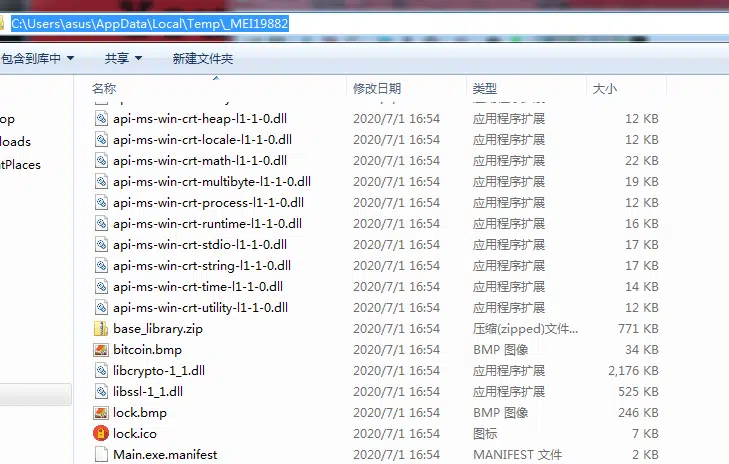 C:\Users\asus\AppData\Local\Temp\_MEI19882
包含到库中 共享 新建文件夹
名称 修改日期 类型 大小
api-ms-win-crt-heap-l1-1-0.dll 2020/7/1 16:54 应用程序扩展 12 KB
api-ms-win-crt-locale-l1-1-0.dll 2020/7/1 16:54 应用程序扩展 12 KB
api-ms-win-crt-math-l1-1-0.dll 2020/7/1 16:54 应用程序扩展 22 KB
api-ms-win-crt-multibyte-l1-1-0.dll 2020/7/1 16:54 应用程序扩展 19 KB
api-ms-win-crt-process-l1-1-0.dll 2020/7/1 16:54 应用程序扩展 12 KB
api-ms-win-crt-runtime-l1-1-0.dll 2020/7/1 16:54 应用程序扩展 16 KB
api-ms-win-crt-stdio-l1-1-0.dll 2020/7/1 16:54 应用程序扩展 17 KB
api-ms-win-crt-string-l1-1-0.dll 2020/7/1 16:54 应用程序扩展 17 KB
api-ms-win-crt-time-l1-1-0.dll 2020/7/1 16:54 应用程序扩展 14 KB
api-ms-win-crt-utility-l1-1-0.dll 2020/7/1 16:54 应用程序扩展 12 KB
base_library.zip 2020/7/1 16:54 压缩(zipped)文件... 771 KB
bitcoin.bmp 2020/7/1 16:54 BMP 图像 34 KB
libcrypto-1_1.dll 2020/7/1 16:54 应用程序扩展 2,176 KB
libssl-1_1.dll 2020/7/1 16:54 应用程序扩展 525 KB
lock.bmp 2020/7/1 16:54 BMP 图像 246 KB
lock.ico 2020/7/1 16:54 图标 7 KB
Main.exe.manifest 2020/7/1 16:54 MANIFEST 文件 2 KB
op
loads
tPlaces